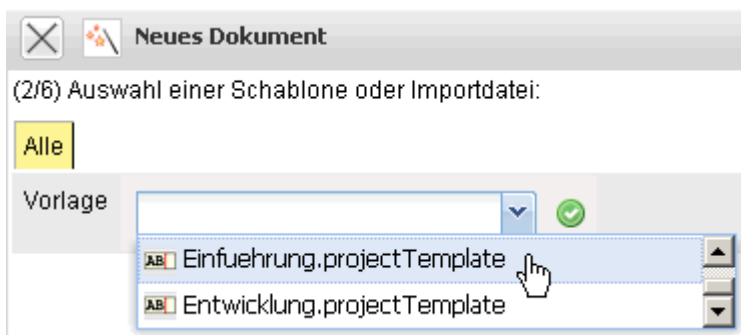 Neues Dokument
(2/6) Auswahl einer Schablone oder Importdatei:
Alle
Vorlage
Einfuehrung.projectTemplate
Entwicklung.projectTemplate